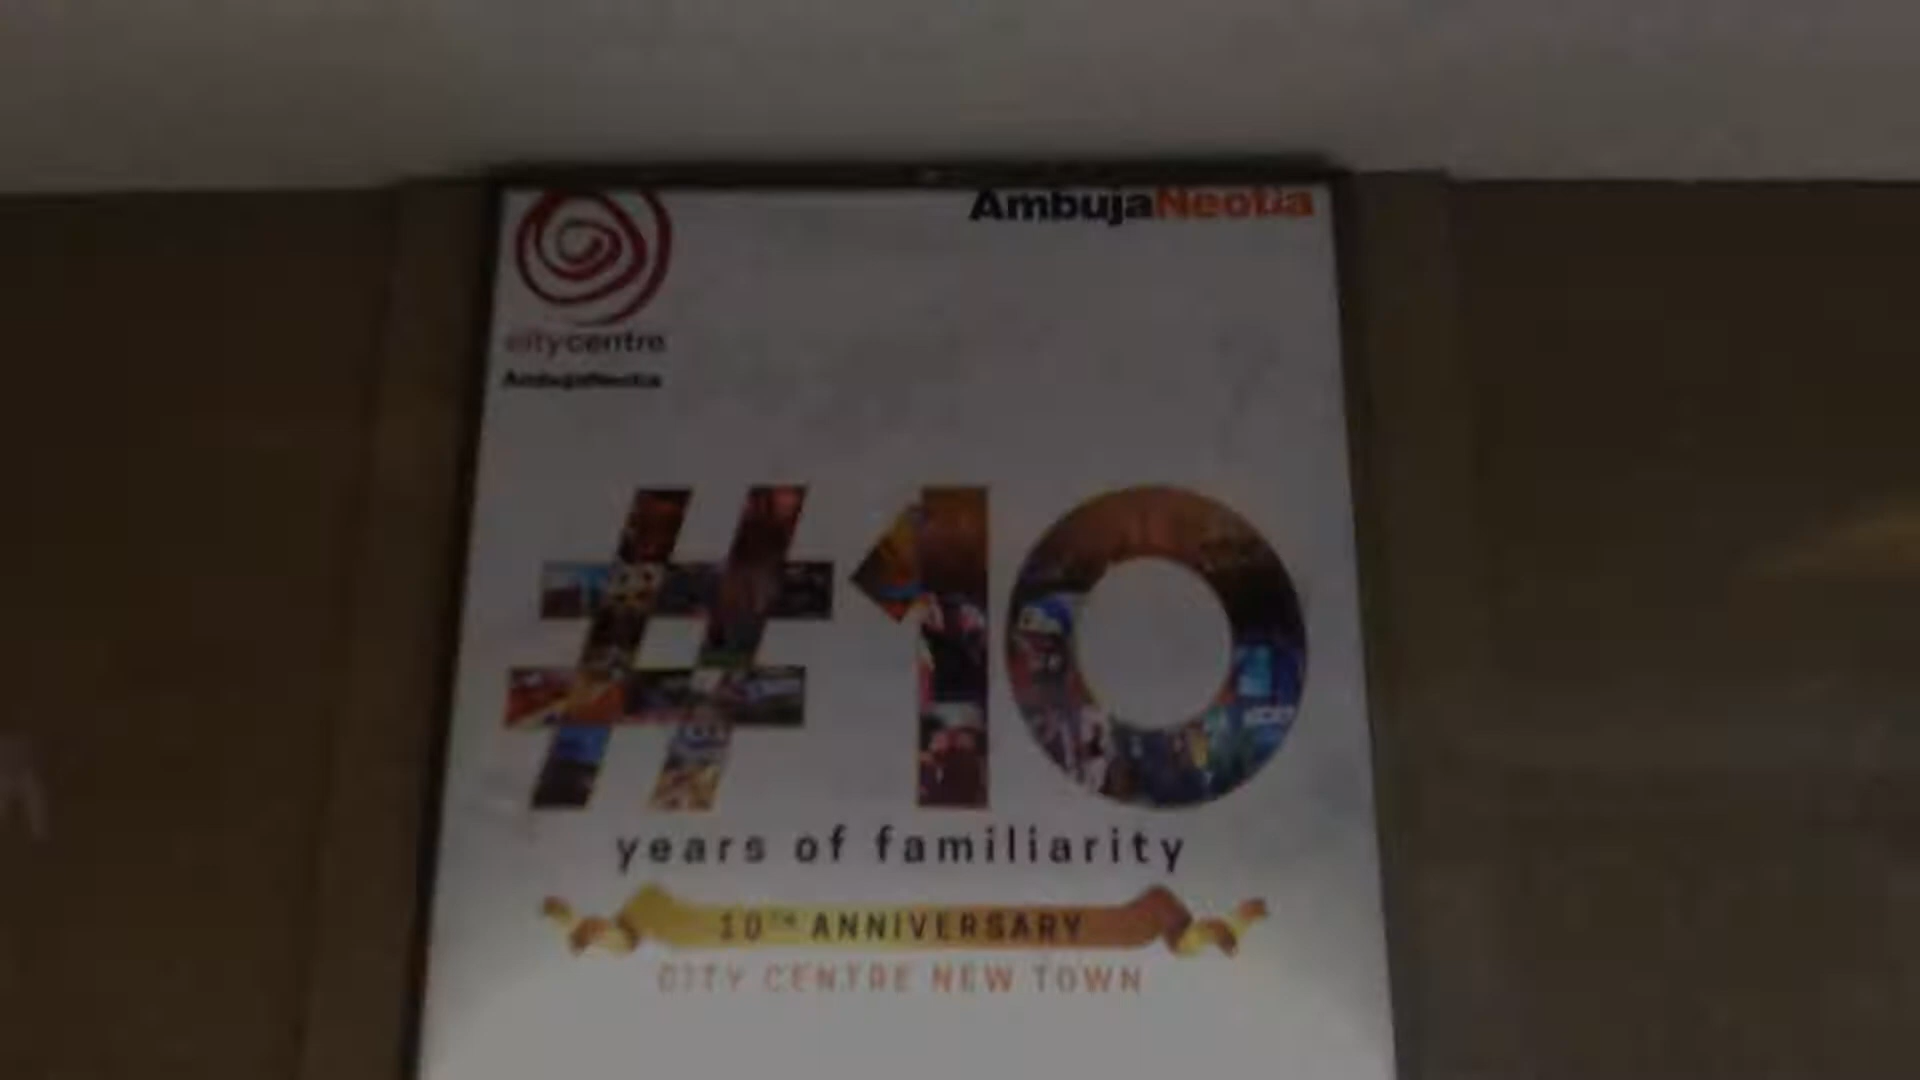 AmbujaNeotia
citycentre
AmbujaNeotia
#10
years of familiarity
10TH ANNIVERSARY
CITY CENTRE NEW TOWN